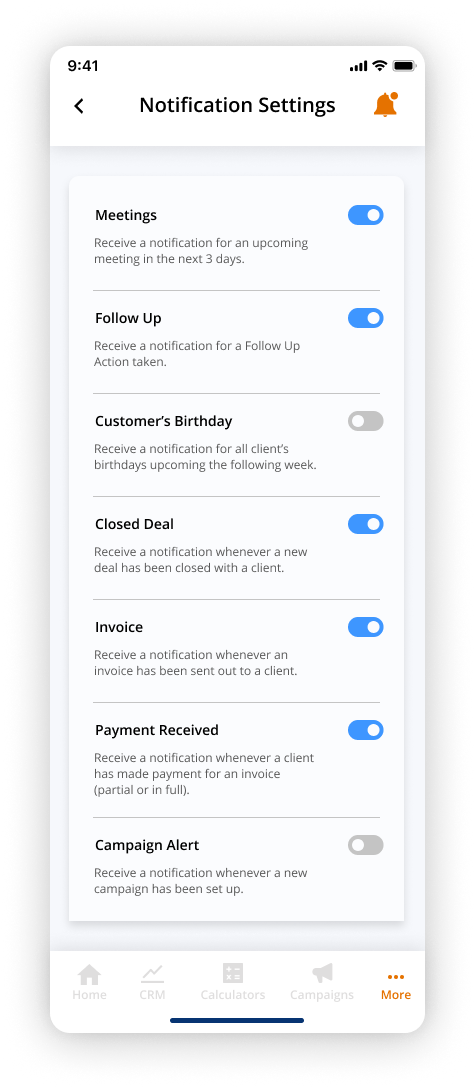 9:41
Notification Settings
Meetings
Receive a notification for an upcoming
meeting in the next 3 days.
Follow Up
Receive a notification for a Follow Up
Action taken.
Customer’s Birthday
Receive a notification for all client’s
birthdays upcoming the following week.
Closed Deal
Receive a notification whenever a new
deal has been closed with a client.
Invoice
Receive a notification whenever an
invoice has been sent out to a client.
Payment Received
Receive a notification whenever a client
has made payment for an invoice
(partial or in full).
Campaign Alert
Receive a notification whenever a new
campaign has been set up.
Home CRM Calculators Campaigns More